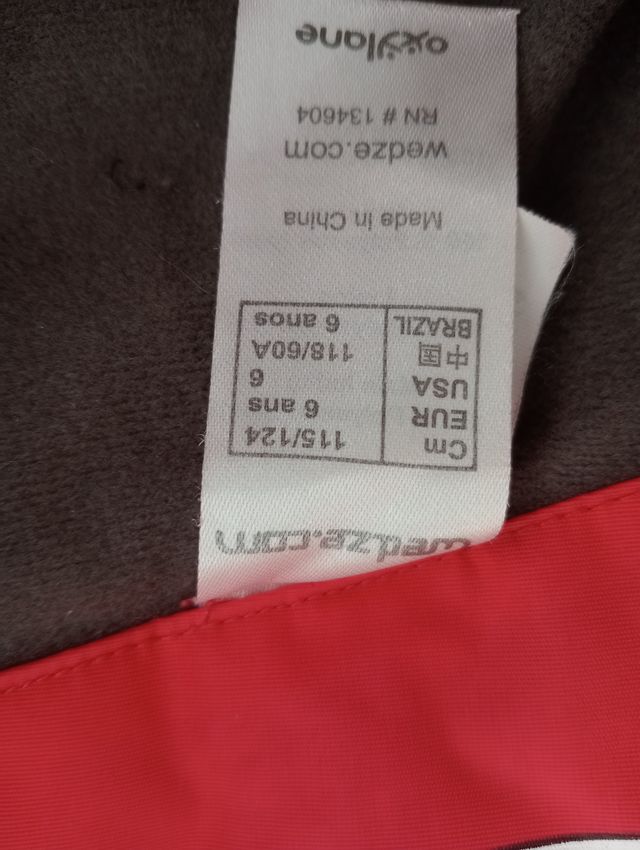 wedze.com
Cm 115/124
EUR 6 ans
USA 6
中国 118/60A
BRAZIL 6 anos
Made in China
wedze.com
RN # 134604
oxylane